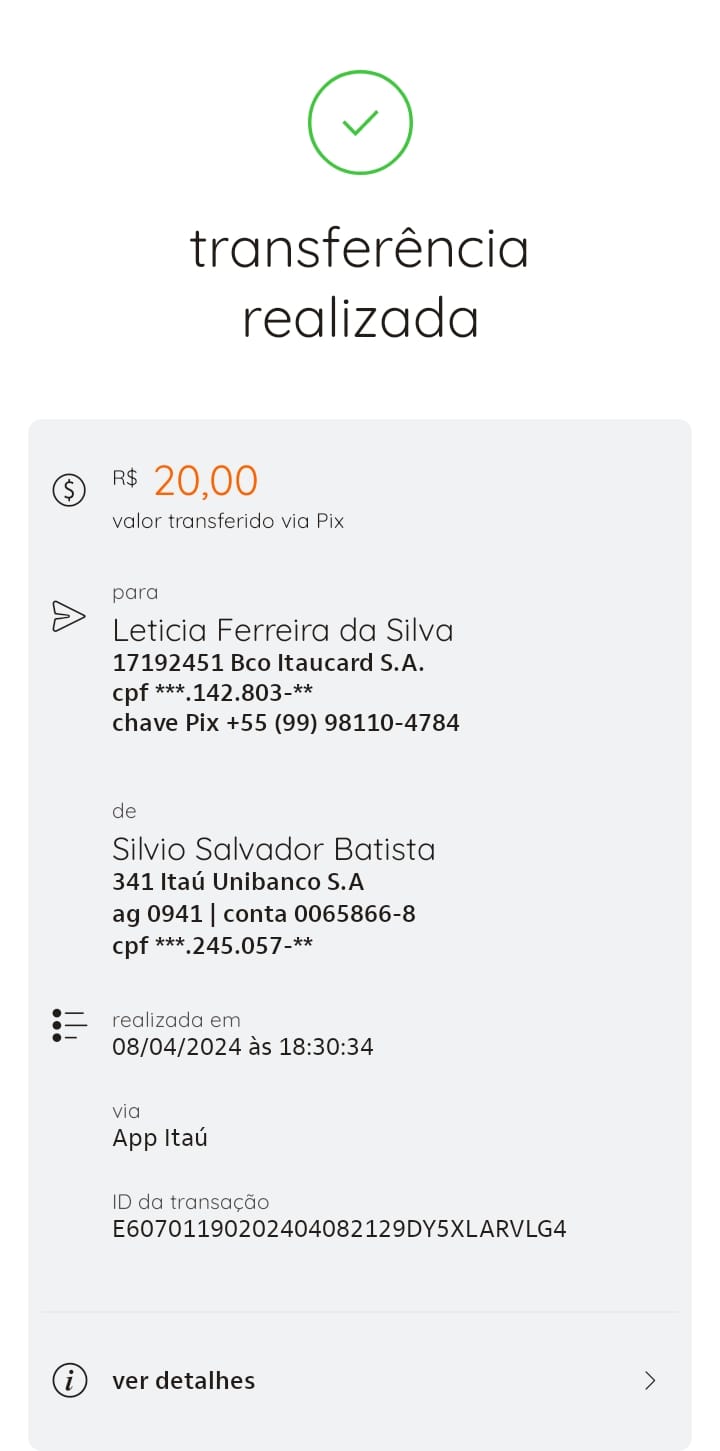 transferência
realizada
R$ 20,00
valor transferido via Pix
para
Leticia Ferreira da Silva
17192451 Bco Itaucard S.A.
cpf ***.142.803-**
chave Pix +55 (99) 98110-4784
de
Silvio Salvador Batista
341 Itaú Unibanco S.A
ag 0941 | conta 0065866-8
cpf ***.245.057-**
realizada em
08/04/2024 às 18:30:34
via
App Itaú
ID da transação
E60701190202404082129DY5XLARVLG4
ver detalhes